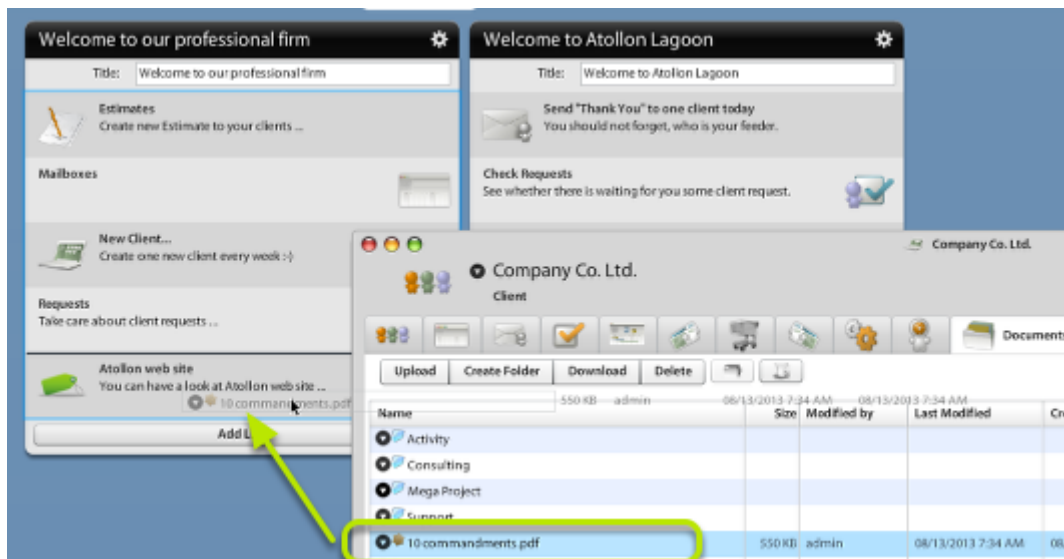 Welcome to our professional firm
Title: Welcome to our professional firm
Estimates
Create new Estimate to your clients ...
Mailboxes
New Client...
Create one new client every week :-)
Requests
Take care about client requests ...
Atollon web site
You can have a look at Atollon web site ...
10 commandments.pdf
Welcome to Atollon Lagoon
Title: Welcome to Atollon Lagoon
Send "Thank You" to one client today
You should not forget, who is your feeder.
Check Requests
See whether there is waiting for you some client request.
Company Co. Ltd.
Company Co. Ltd.
Client
Documents
Upload Create Folder Download Delete
550 KB admin 08/13/2013 7:34 AM 08/13/2013 7:34 AM
Name Size Modified by Last Modified
Activity
Consulting
Mega Project
Support
10 commandments.pdf 550 KB admin 08/13/2013 7:34 AM 08